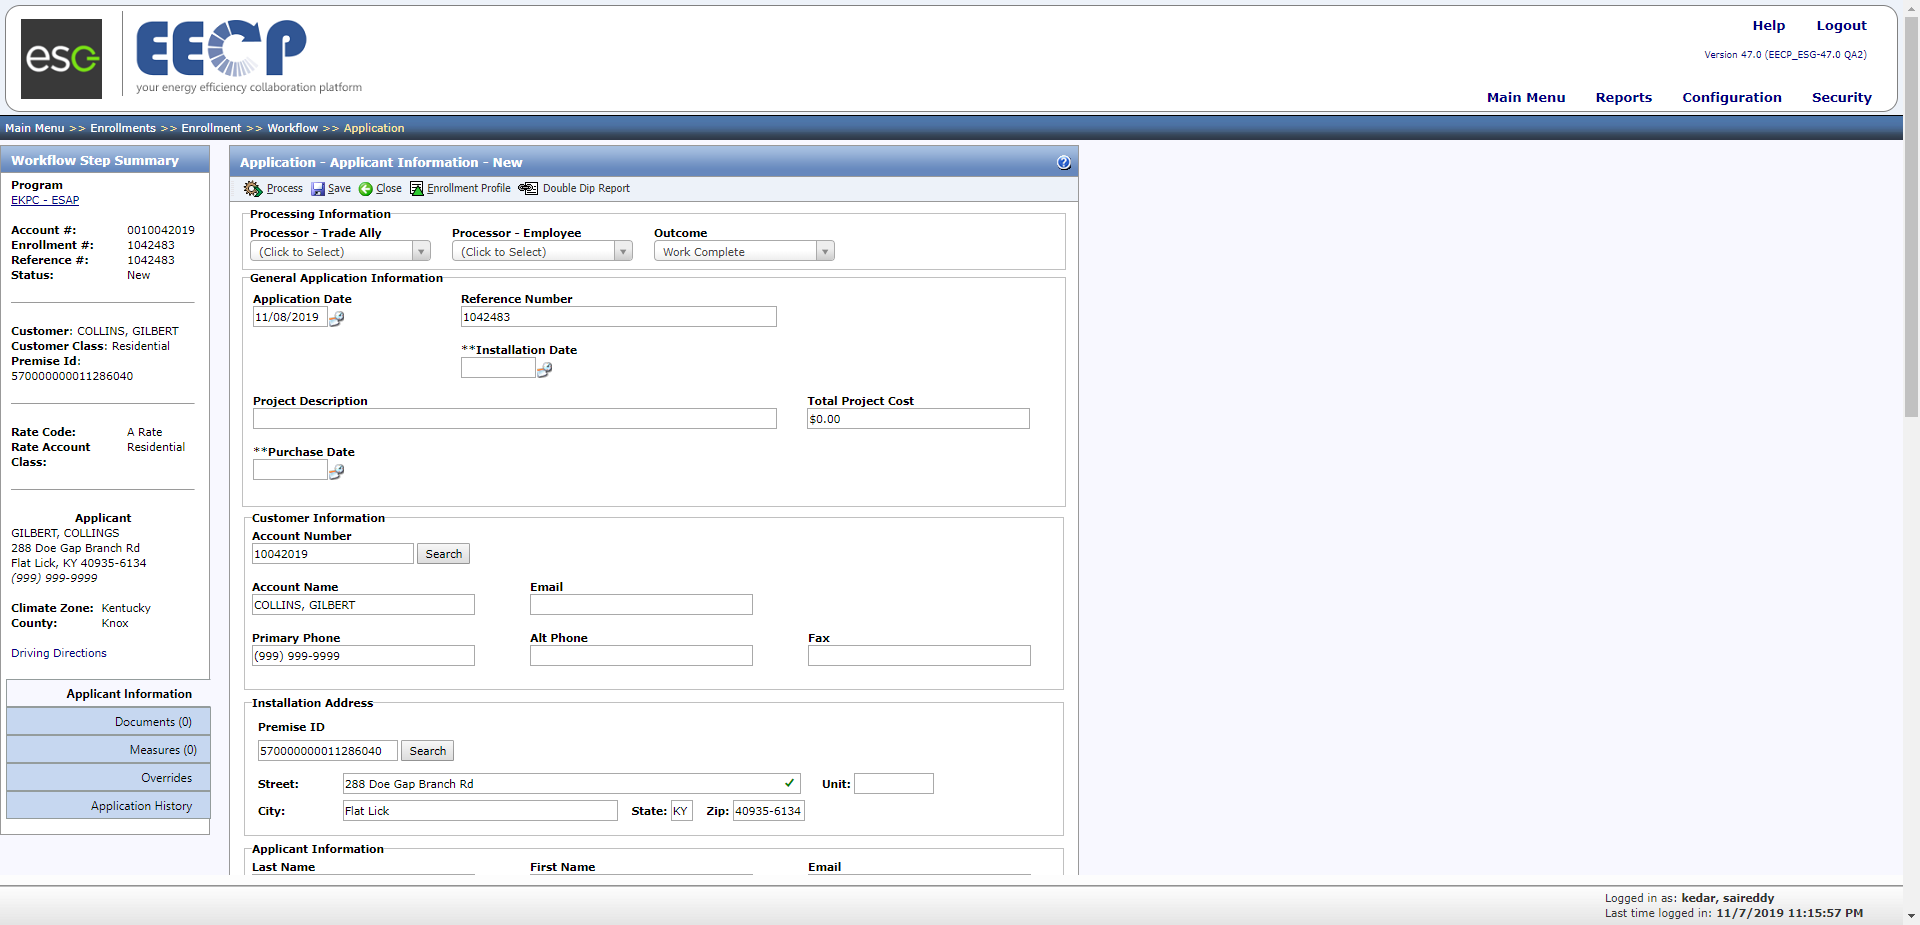 esg
EECP
your energy efficiency collaboration platform
Help Logout
Version 47.0 (EECP_ESG-47.0 QA2)
Main Menu Reports Configuration Security
Main Menu >> Enrollments >> Enrollment >> Workflow >> Application
Workflow Step Summary
Program
EKPC - ESAP
Account #: 0010042019
Enrollment #: 1042483
Reference #: 1042483
Status: New
Customer: COLLINS, GILBERT
Customer Class: Residential
Premise Id:
570000000011286040
Rate Code: A Rate
Rate Account Class: Residential
Applicant
GILBERT, COLLINGS
288 Doe Gap Branch Rd
Flat Lick, KY 40935-6134
(999) 999-9999
Climate Zone: Kentucky
County: Knox
Driving Directions
Applicant Information
Documents (0)
Measures (0)
Overrides
Application History
Application - Applicant Information - New
Process Save Close Enrollment Profile Double Dip Report
Processing Information
Processor - Trade Ally Processor - Employee Outcome
(Click to Select) (Click to Select) Work Complete
General Application Information
Application Date Reference Number
11/08/2019 1042483
**Installation Date
Project Description Total Project Cost
$0.00
**Purchase Date
Customer Information
Account Number
10042019 Search
Account Name Email
COLLINS, GILBERT
Primary Phone Alt Phone Fax
(999) 999-9999
Installation Address
Premise ID
570000000011286040 Search
Street: 288 Doe Gap Branch Rd Unit:
City: Flat Lick State: KY Zip: 40935-6134
Applicant Information
Last Name First Name Email
Logged in as: kedar, saireddy
Last time logged in: 11/7/2019 11:15:57 PM